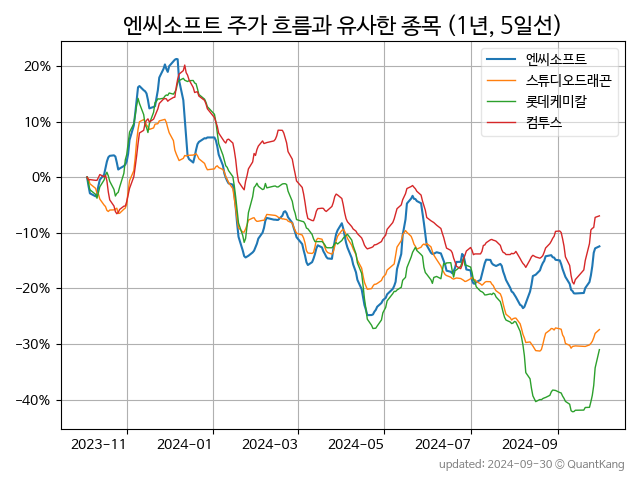 엔씨소프트 주가 흐름과 유사한 종목 (1년, 5일선)
엔씨소프트
스튜디오드래곤
롯데케미칼
컴투스
20%
10%
0%
−10%
−20%
−30%
−40%
2023-11 2024-01 2024-03 2024-05 2024-07 2024-09
updated: 2024-09-30 © QuantKang